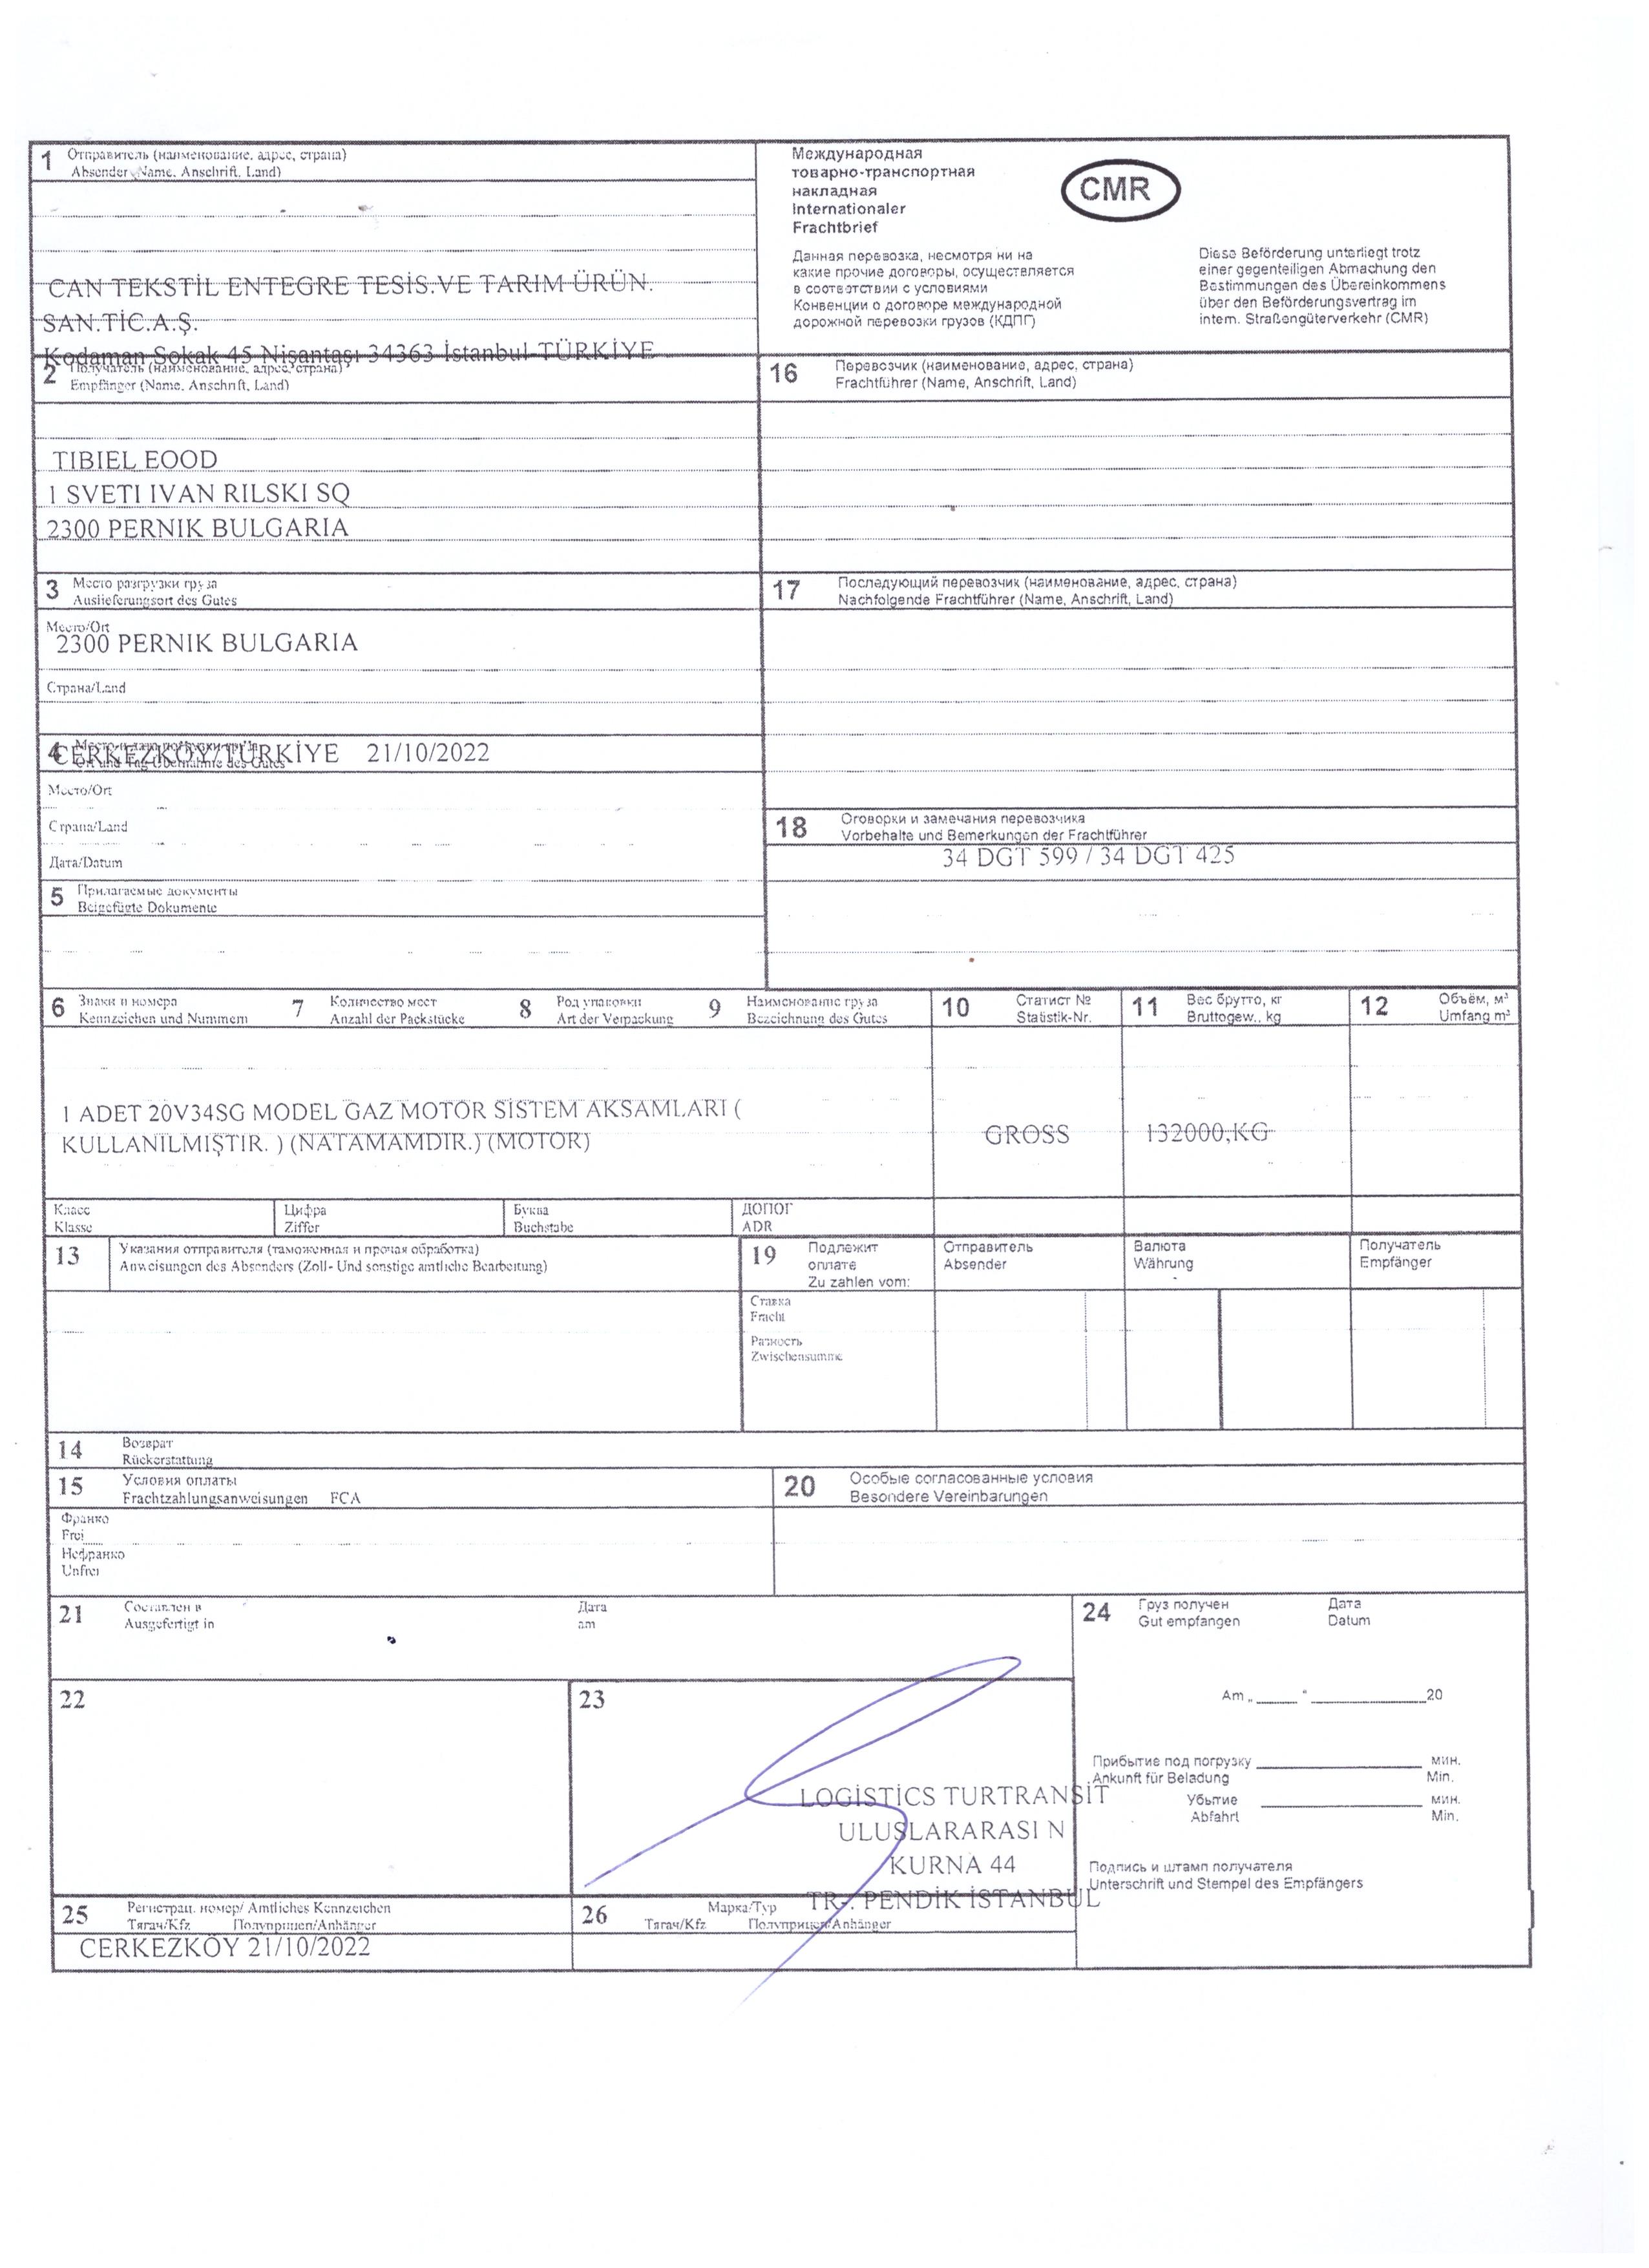 1 Отправитель (наименование, адрес, страна)
Absender (Name, Anschrift, Land)
CAN TEKSTİL ENTEGRE TESİS.VE TARIM ÜRÜN.
SAN.TİC.A.Ş.
Kodaman Sokak 45 Nişantaşı 34363 İstanbul TÜRKİYE
Международная
товарно-транспортная
накладная
Internationaler
Frachtbrief
CMR
Данная перевозка, несмотря ни на
какие прочие договоры, осуществляется
в соответствии с условиями
Конвенции о договоре международной
дорожной перевозки грузов (КДПГ)
Diese Beförderung unterliegt trotz
einer gegenteiligen Abmachung den
Bestimmungen des Übereinkommens
über den Beförderungsvertrag im
intern. Straßengüterverkehr (CMR)
2 Получатель (наименование, адрес, страна)
Empfänger (Name, Anschrift, Land)
TIBIEL EOOD
1 SVETI IVAN RILSKI SQ
2300 PERNIK BULGARIA
16 Перевозчик (наименование, адрес, страна)
Frachtführer (Name, Anschrift, Land)
3 Место разгрузки груза
Auslieferungsort des Gutes
Место/Ort
2300 PERNIK BULGARIA
Страна/Land
17 Последующий перевозчик (наименование, адрес, страна)
Nachfolgende Frachtführer (Name, Anschrift, Land)
4 Место и дата погрузки груза
Ort und Tag Übernahme des Gutes
CERKEZKÖY/TÜRKİYE 21/10/2022
Место/Ort
Страна/Land
Дата/Datum
18 Оговорки и замечания перевозчика
Vorbehalte und Bemerkungen der Frachtführer
34 DGT 599 / 34 DGT 425
5 Прилагаемые документы
Beigefügte Dokumente
6 Знаки и номера
Kennzeichen und Nummern
7 Количество мест
Anzahl der Packstücke
8 Род упаковки
Art der Verpackung
9 Наименование груза
Bezeichnung des Gutes
10 Статист №
Statistik-Nr.
11 Вес брутто, кг
Bruttogew., kg
12 Объём, м³
Umfang m³
1 ADET 20V34SG MODEL GAZ MOTOR SİSTEM AKSAMLARI (
KULLANILMIŞTIR. ) (NATAMAMDIR.) (MOTOR)
GROSS 132000,KG
Класс
Klasse
Цифра
Ziffer
Буква
Buchstabe
ДОПОГ
ADR
13 Указания отправителя (таможенная и прочая обработка)
Anweisungen des Absenders (Zoll- Und sonstige amtliche Bearbeitung)
19 Подлежит
оплате
Zu zahlen vom:
Отправитель
Absender
Валюта
Währung
Получатель
Empfänger
Ставка
Fracht
Разность
Zwischensumme
14 Возврат
Rückerstattung
15 Условия оплаты
Frachtzahlungsanweisungen FCA
Франко
Frei
Нефранко
Unfrei
20 Особые согласованные условия
Besondere Vereinbarungen
21 Составлен в
Ausgefertigt in
Дата
am
24 Груз получен
Gut empfangen
Дата
Datum
22
23
LOGİSTİCS TURTRANSİT
ULUSLARARASI N
KURNA 44
TR-. PENDİK İSTANBUL
Am „ ______ “ ____________20
Прибытие под погрузку ____________ мин.
Ankunft für Beladung Min.
Убытие ____________ мин.
Abfahrt Min.
Подпись и штамп получателя
Unterschrift und Stempel des Empfängers
25 Регистрац. номер/ Amtliches Kennzeichen
Тягач/Kfz Полуприцеп/Anhänger
CERKEZKÖY 21/10/2022
26 Марка/Typ
Тягач/Kfz Полуприцеп/Anhänger